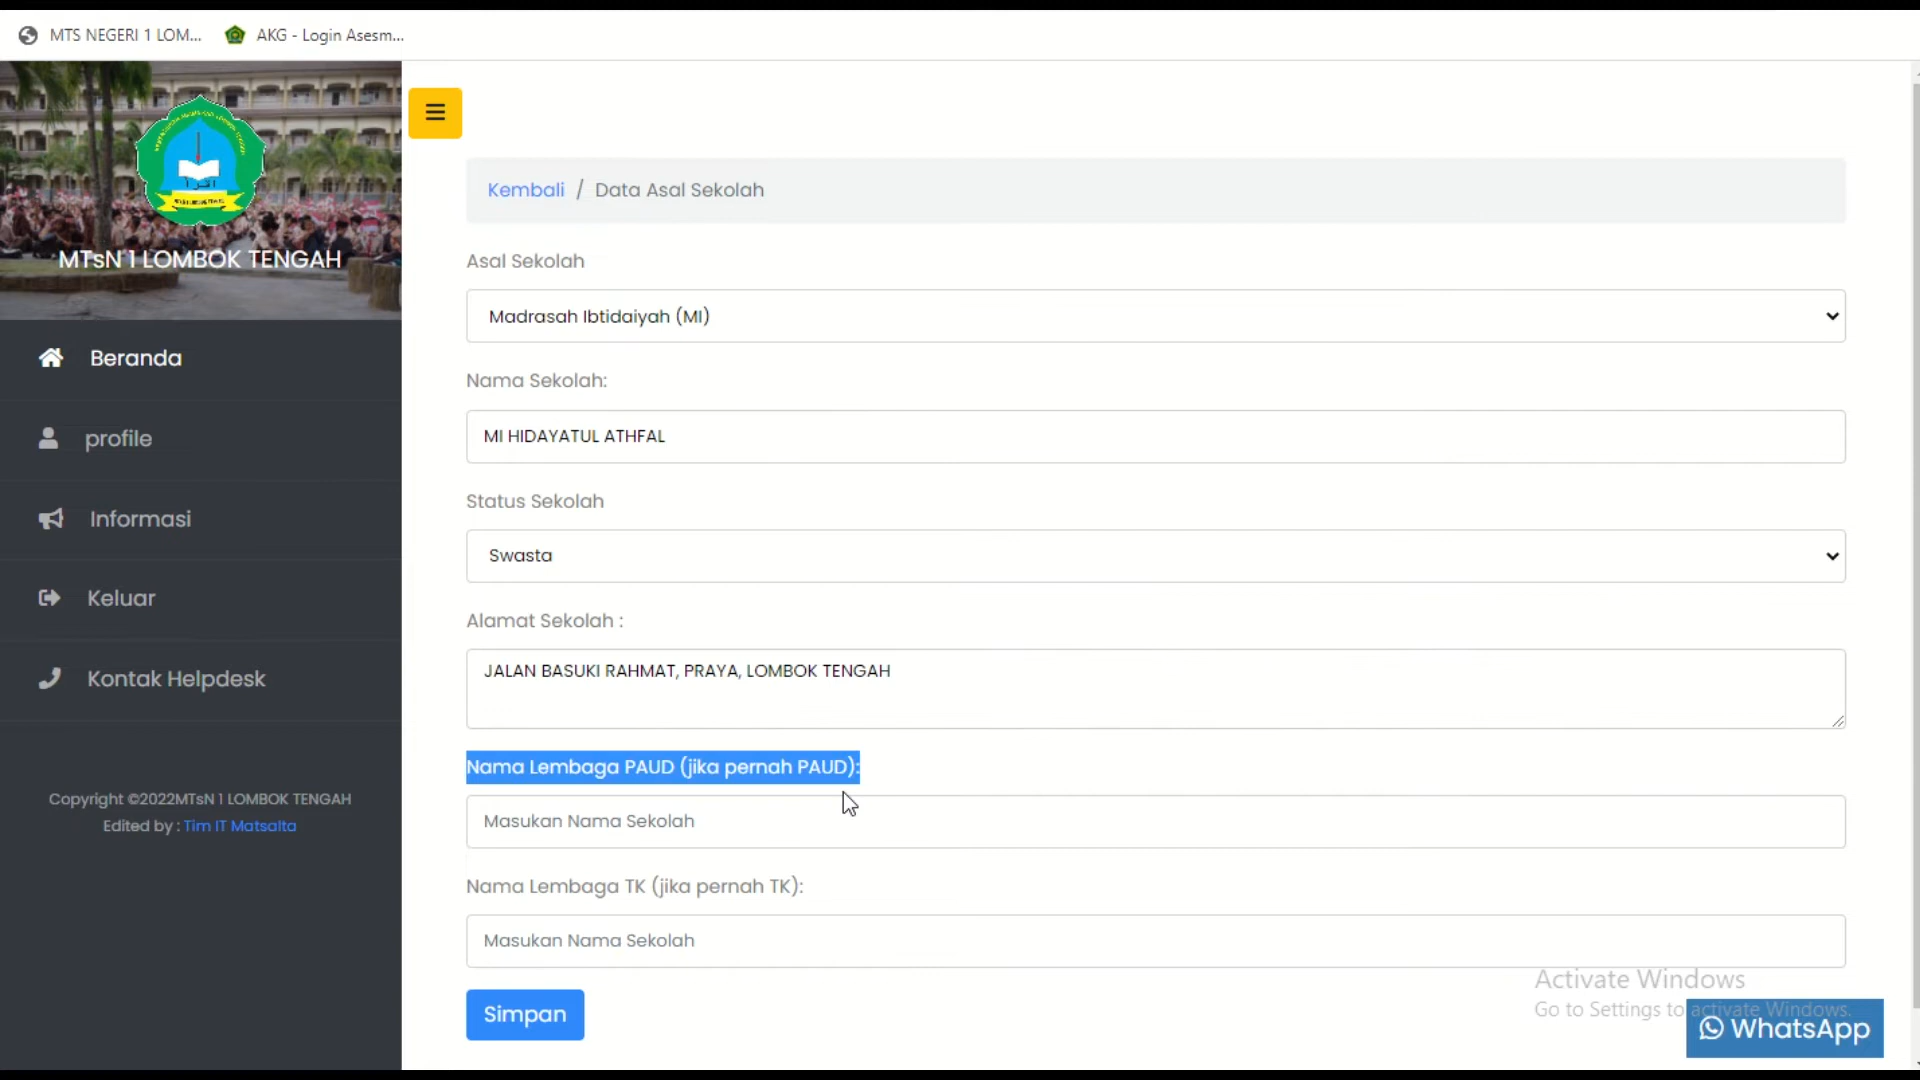 MTS NEGERI 1 LOM...
AKG - Login Asesm...
MTsN 1 LOMBOK TENGAH
Beranda
profile
Informasi
Keluar
Kontak Helpdesk
Copyright ©2022MTsN 1 LOMBOK TENGAH
Edited by : Tim IT Matsalta
Kembali / Data Asal Sekolah
Asal Sekolah
Madrasah Ibtidaiyah (MI)
Nama Sekolah:
MI HIDAYATUL ATHFAL
Status Sekolah
Swasta
Alamat Sekolah :
JALAN BASUKI RAHMAT, PRAYA, LOMBOK TENGAH
Nama Lembaga PAUD (jika pernah PAUD):
Masukan Nama Sekolah
Nama Lembaga TK (jika pernah TK):
Masukan Nama Sekolah
Simpan
Activate Windows
Go to Settings to activate Windows.
WhatsApp